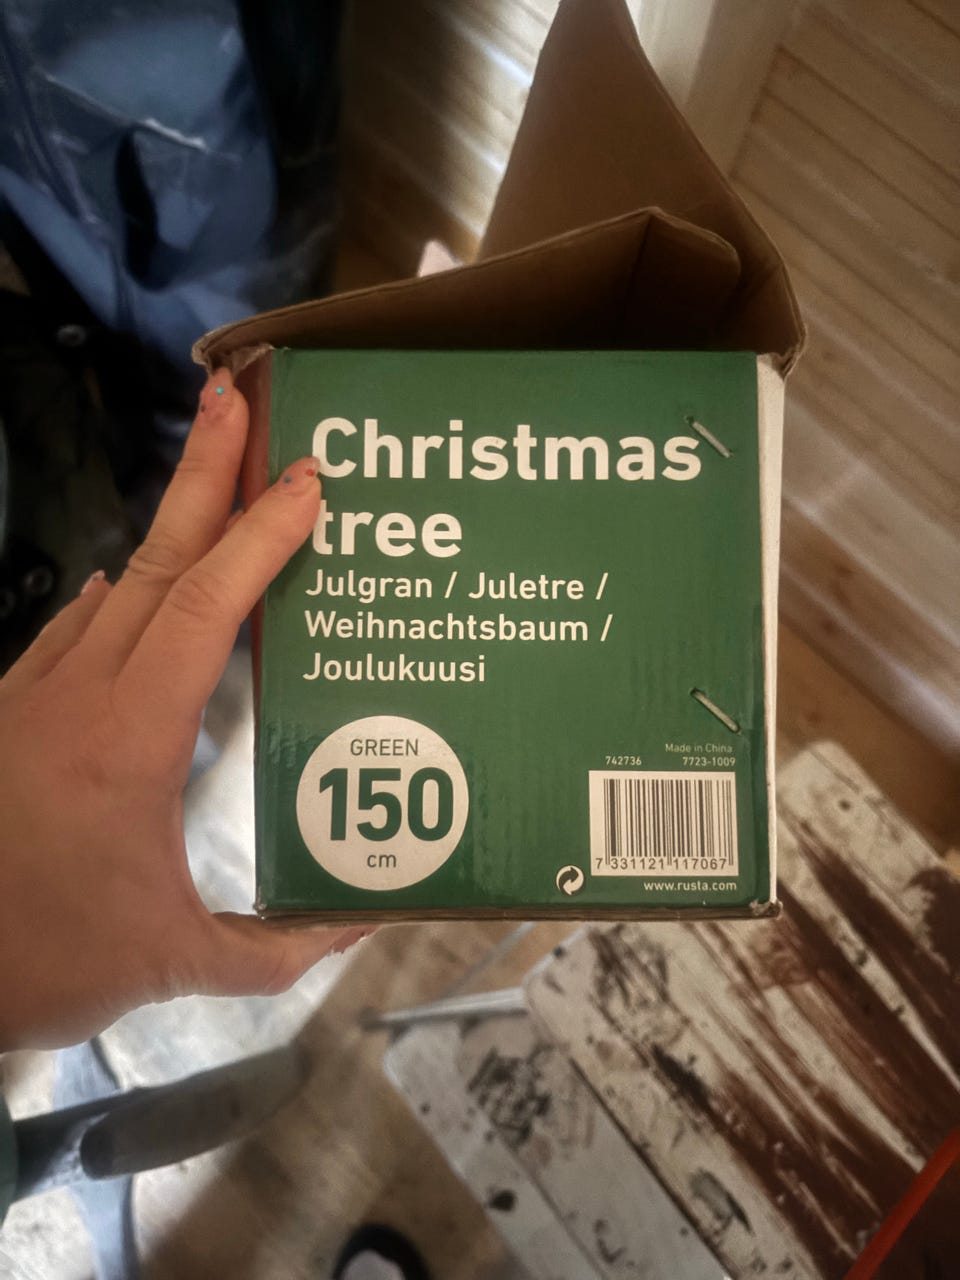 Christmas
tree
Julgran / Juletre /
Weihnachtsbaum /
Joulukuusi
GREEN
150
cm
Made in China
742736 7723-1009
7 331121 117067
www.rusta.com